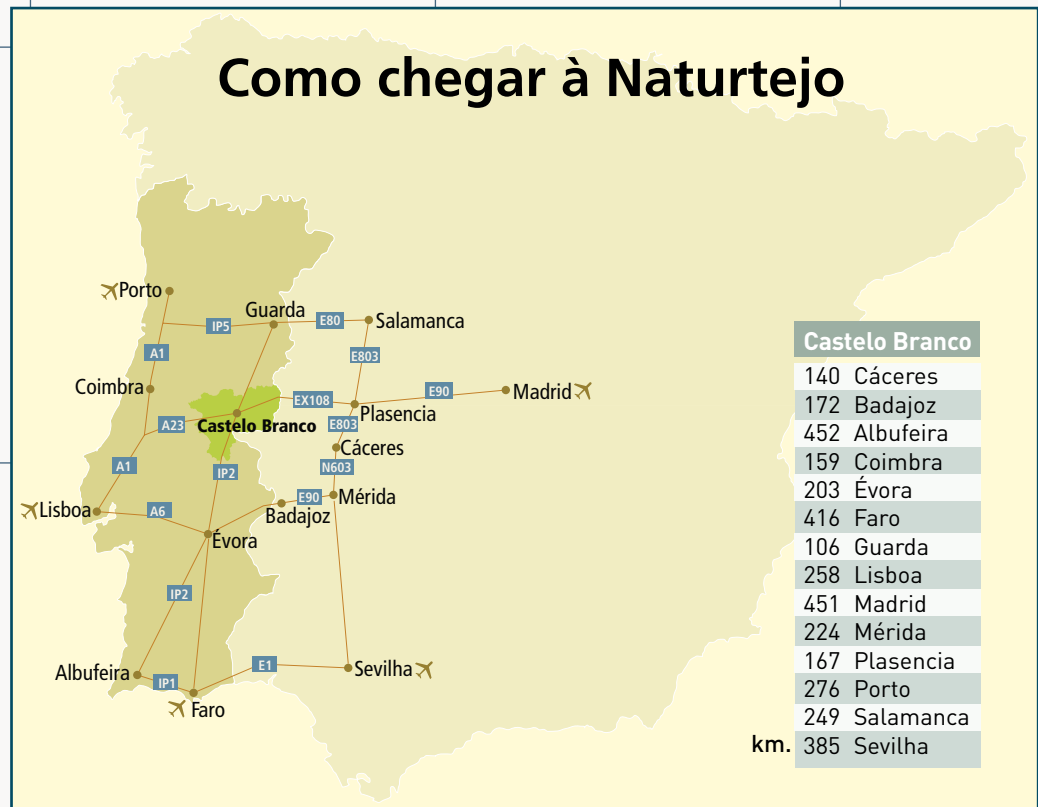 Como chegar à Naturtejo
Porto
Guarda
IP5
E80
Salamanca
A1
E803
Coimbra
EX108
E90
Madrid
Plasencia
A23
Castelo Branco
E803
Cáceres
A1
IP2
N603
E90
Mérida
Lisboa
A6
Badajoz
Évora
IP2
Albufeira
IP1
E1
Sevilha
Faro
Castelo Branco
140 Cáceres
172 Badajoz
452 Albufeira
159 Coimbra
203 Évora
416 Faro
106 Guarda
258 Lisboa
451 Madrid
224 Mérida
167 Plasencia
276 Porto
249 Salamanca
km. 385 Sevilha